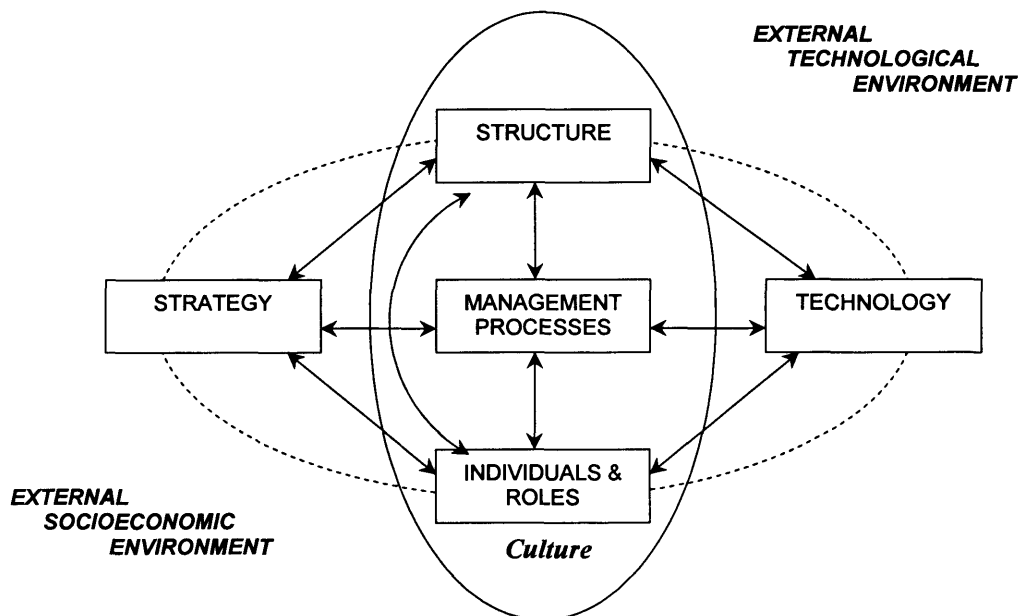 EXTERNAL
TECHNOLOGICAL
ENVIRONMENT
STRUCTURE
STRATEGY
MANAGEMENT
PROCESSES
TECHNOLOGY
INDIVIDUALS &
ROLES
Culture
EXTERNAL
SOCIOECONOMIC
ENVIRONMENT